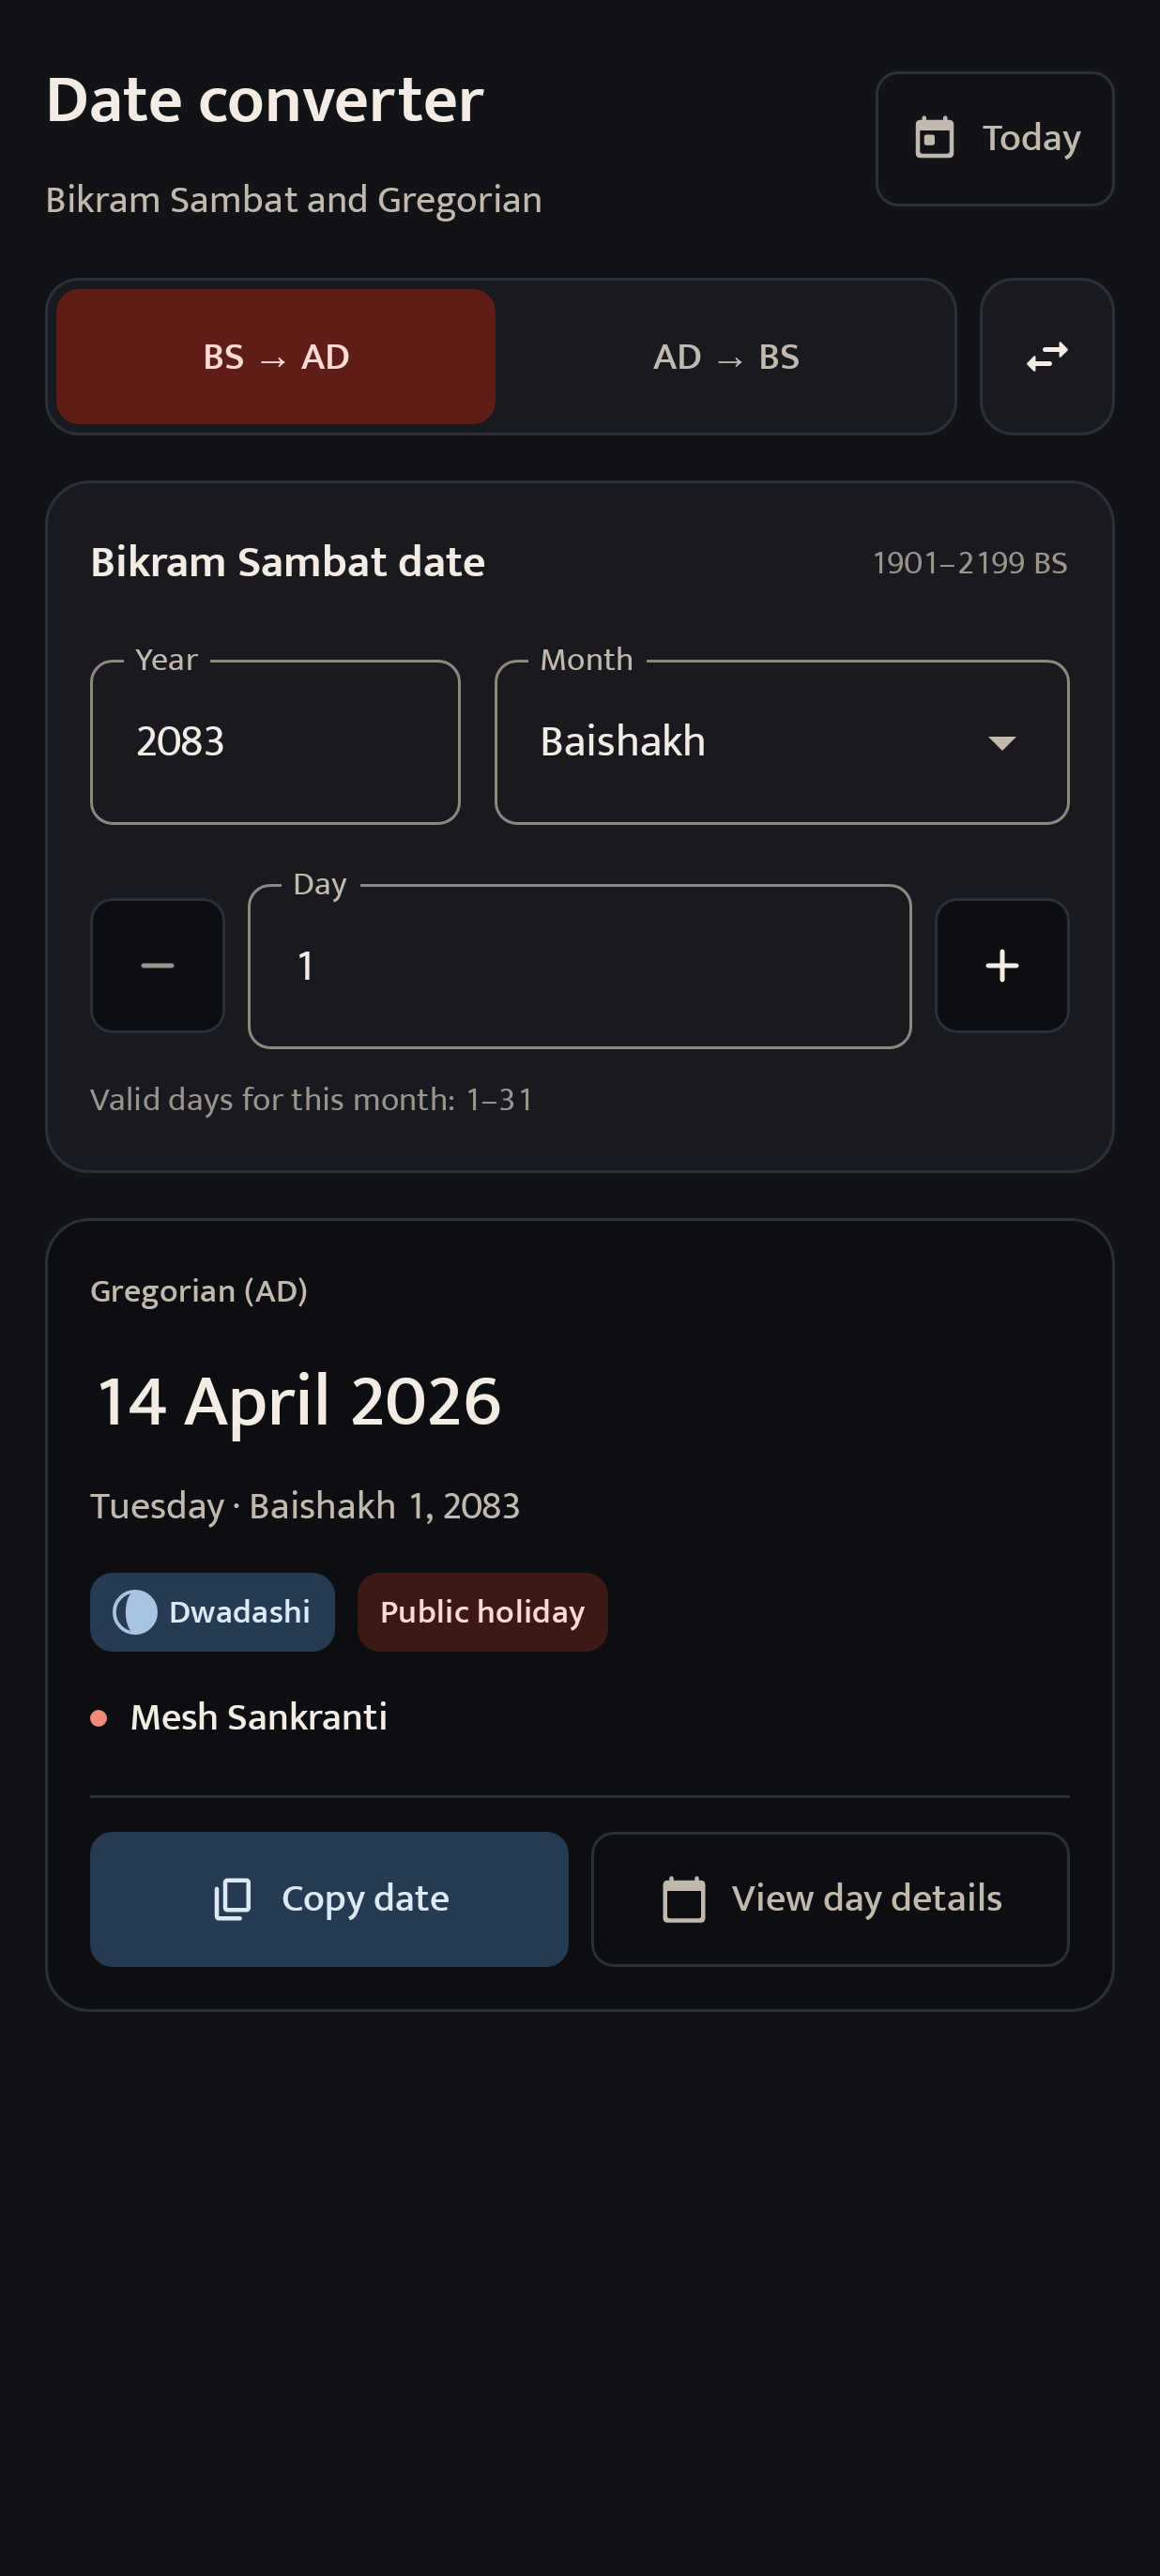 Date converter
Today
Bikram Sambat and Gregorian
BS → AD
AD → BS
Bikram Sambat date
1901–2199 BS
Year
Month
2083
Baishakh
Day
1
Valid days for this month: 1–31
Gregorian (AD)
14 April 2026
Tuesday · Baishakh 1, 2083
Dwadashi
Public holiday
Mesh Sankranti
Copy date
View day details